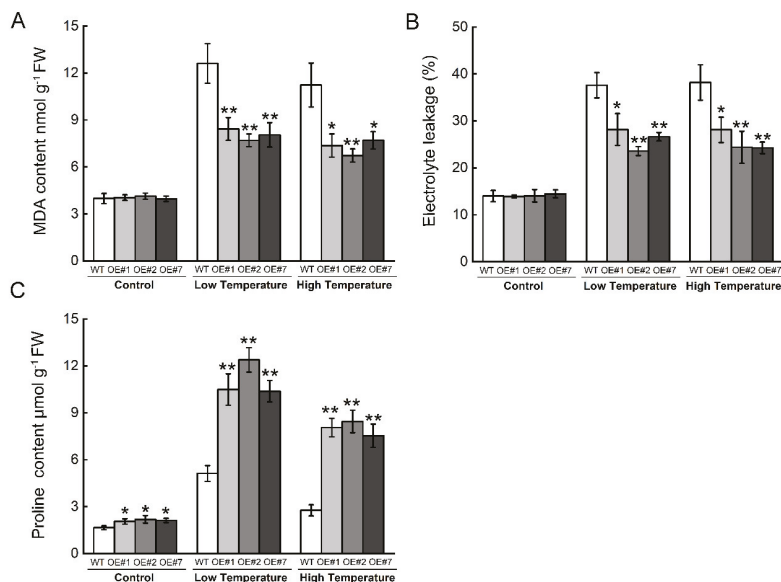 A
MDA content nmol g⁻¹ FW
15
12
9
6
3
0
** ** **
* ** *
WT OE#1 OE#2 OE#7 WT OE#1 OE#2 OE#7 WT OE#1 OE#2 OE#7
Control Low Temperature High Temperature
B
Electrolyte leakage (%)
50
40
30
20
10
0
* ** **
* ** **
WT OE#1 OE#2 OE#7 WT OE#1 OE#2 OE#7 WT OE#1 OE#2 OE#7
Control Low Temperature High Temperature
C
Proline content μmol g⁻¹ FW
15
12
9
6
3
0
* * *
** ** **
** ** **
WT OE#1 OE#2 OE#7 WT OE#1 OE#2 OE#7 WT OE#1 OE#2 OE#7
Control Low Temperature High Temperature